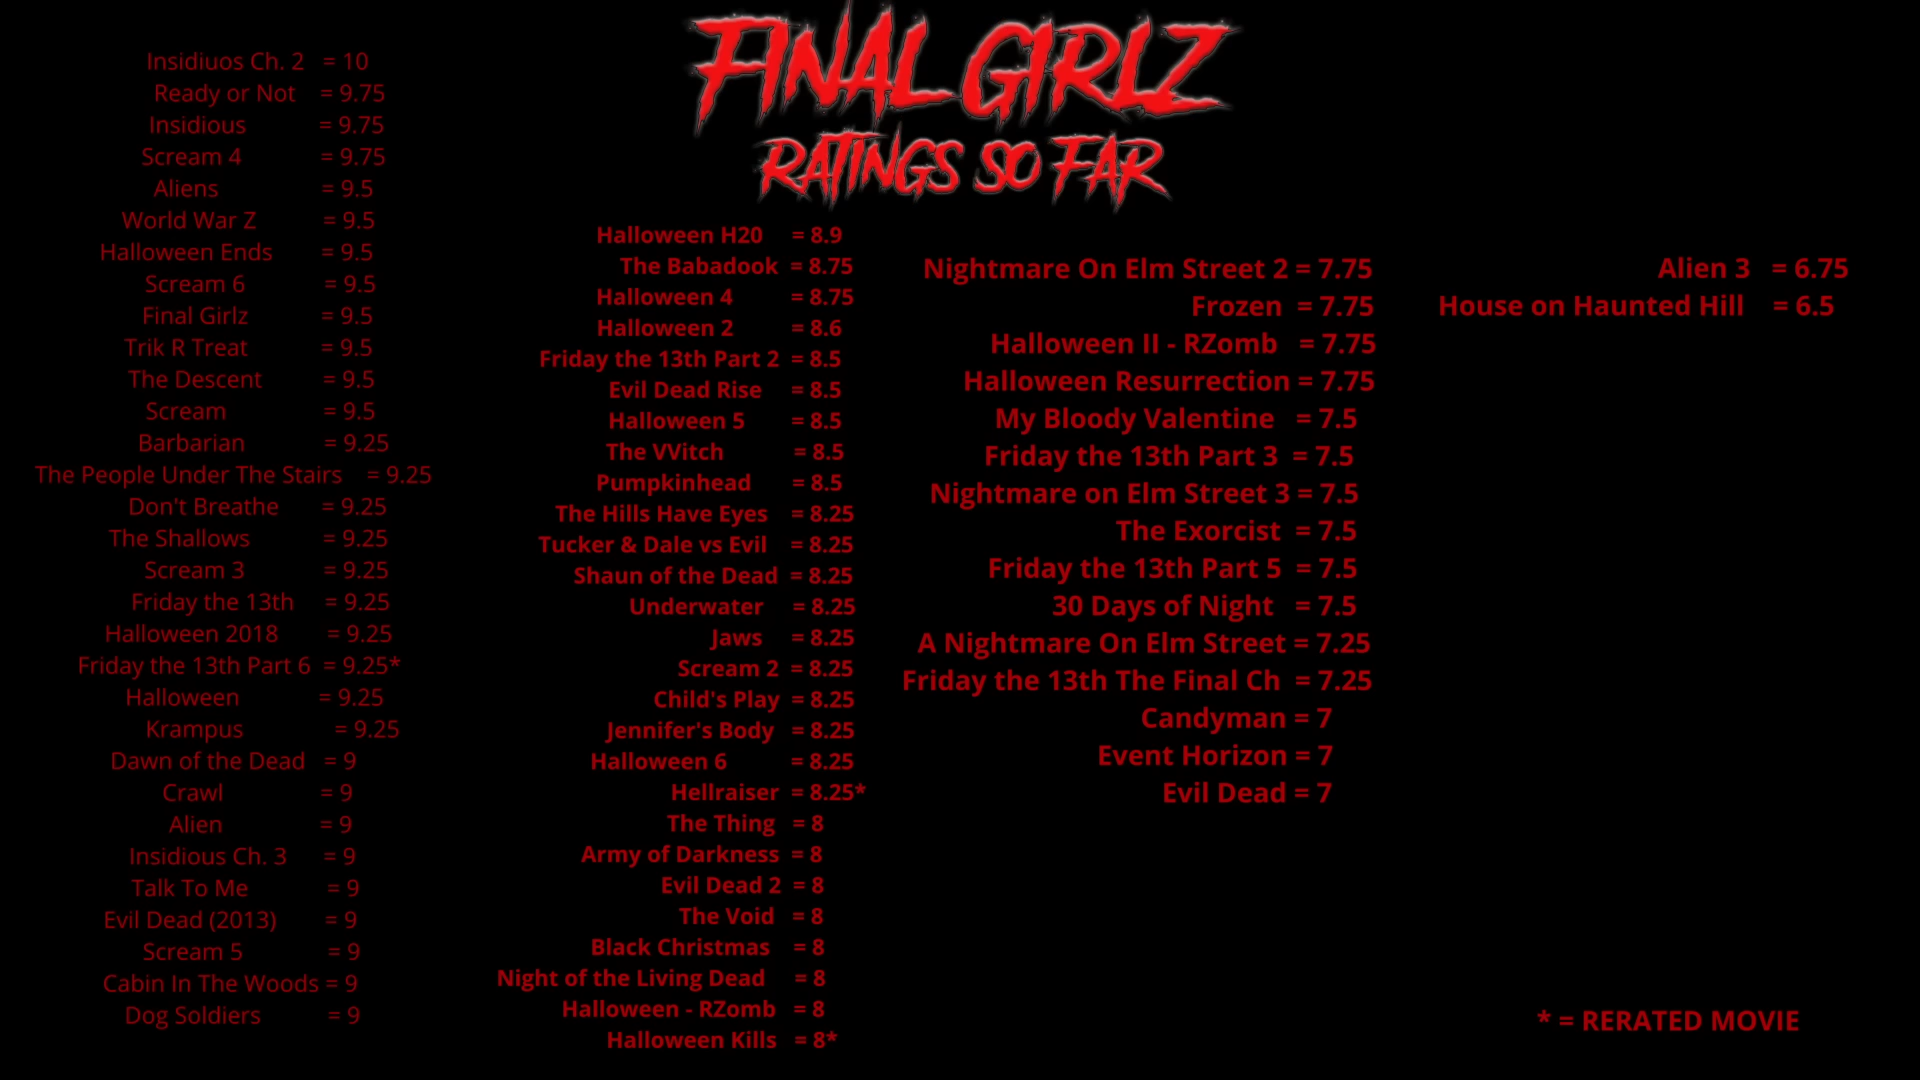 FINAL GIRLZ
RATINGS SO FAR
Insidiuos Ch. 2 = 10
Ready or Not = 9.75
Insidious = 9.75
Scream 4 = 9.75
Aliens = 9.5
World War Z = 9.5
Halloween Ends = 9.5
Scream 6 = 9.5
Final Girlz = 9.5
Trik R Treat = 9.5
The Descent = 9.5
Scream = 9.5
Barbarian = 9.25
The People Under The Stairs = 9.25
Don't Breathe = 9.25
The Shallows = 9.25
Scream 3 = 9.25
Friday the 13th = 9.25
Halloween 2018 = 9.25
Friday the 13th Part 6 = 9.25*
Halloween = 9.25
Krampus = 9.25
Dawn of the Dead = 9
Crawl = 9
Alien = 9
Insidious Ch. 3 = 9
Talk To Me = 9
Evil Dead (2013) = 9
Scream 5 = 9
Cabin In The Woods = 9
Dog Soldiers = 9
Halloween H20 = 8.9
The Babadook = 8.75
Halloween 4 = 8.75
Halloween 2 = 8.6
Friday the 13th Part 2 = 8.5
Evil Dead Rise = 8.5
Halloween 5 = 8.5
The VVitch = 8.5
Pumpkinhead = 8.5
The Hills Have Eyes = 8.25
Tucker & Dale vs Evil = 8.25
Shaun of the Dead = 8.25
Underwater = 8.25
Jaws = 8.25
Scream 2 = 8.25
Child's Play = 8.25
Jennifer's Body = 8.25
Halloween 6 = 8.25
Hellraiser = 8.25*
The Thing = 8
Army of Darkness = 8
Evil Dead 2 = 8
The Void = 8
Black Christmas = 8
Night of the Living Dead = 8
Halloween - RZomb = 8
Halloween Kills = 8*
Nightmare On Elm Street 2 = 7.75
Frozen = 7.75
Halloween II - RZomb = 7.75
Halloween Resurrection = 7.75
My Bloody Valentine = 7.5
Friday the 13th Part 3 = 7.5
Nightmare on Elm Street 3 = 7.5
The Exorcist = 7.5
Friday the 13th Part 5 = 7.5
30 Days of Night = 7.5
A Nightmare On Elm Street = 7.25
Friday the 13th The Final Ch = 7.25
Candyman = 7
Event Horizon = 7
Evil Dead = 7
Alien 3 = 6.75
House on Haunted Hill = 6.5
* = RERATED MOVIE